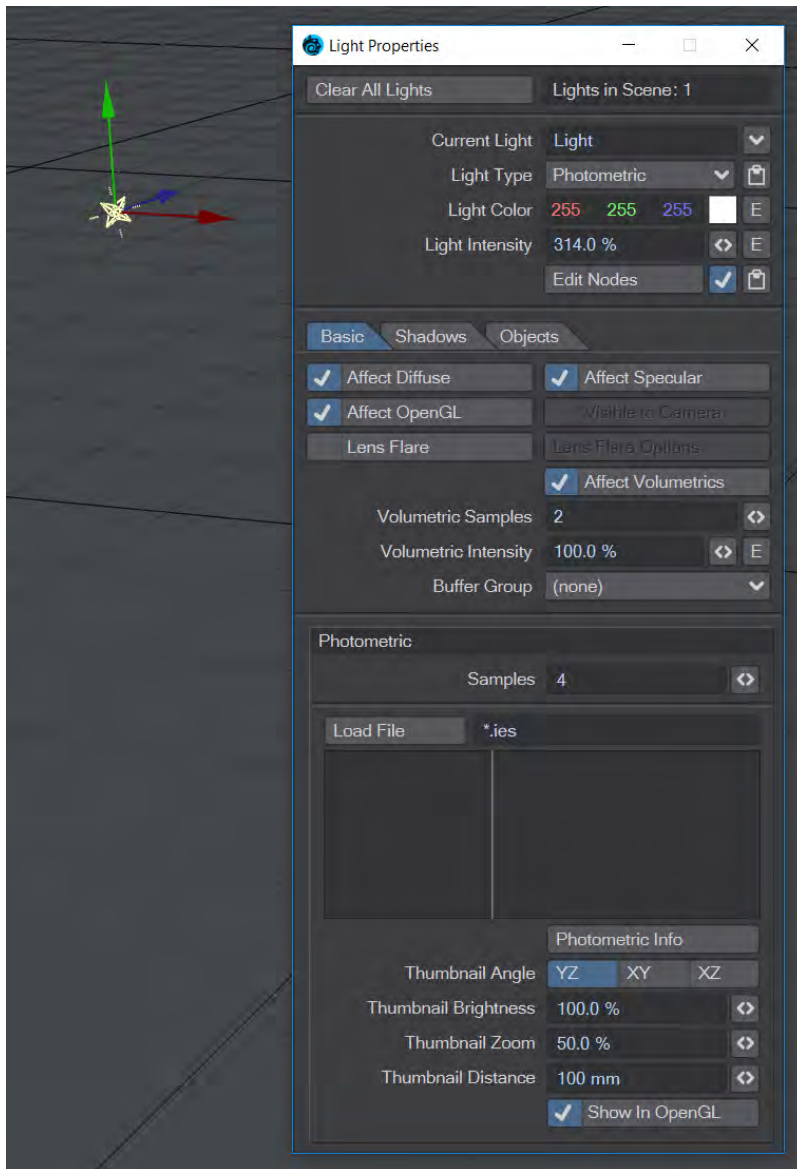 Light Properties
Clear All Lights Lights in Scene: 1
Current Light Light
Light Type Photometric
Light Color 255 255 255 E
Light Intensity 314.0 % E
Edit Nodes
Basic Shadows Objects
Affect Diffuse Affect Specular
Affect OpenGL Visible to Camera
Lens Flare Lens Flare Options
Affect Volumetrics
Volumetric Samples 2
Volumetric Intensity 100.0 % E
Buffer Group (none)
Photometric
Samples 4
Load File *.ies
Photometric Info
Thumbnail Angle YZ XY XZ
Thumbnail Brightness 100.0 %
Thumbnail Zoom 50.0 %
Thumbnail Distance 100 mm
Show In OpenGL